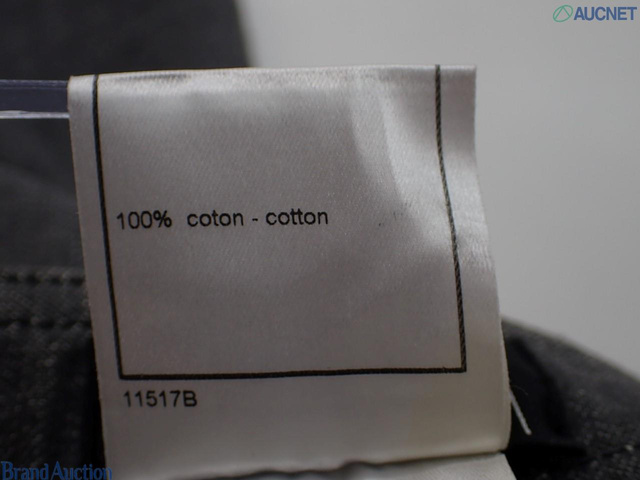 AUCNET
100% coton - cotton
11517B
Brand Auction